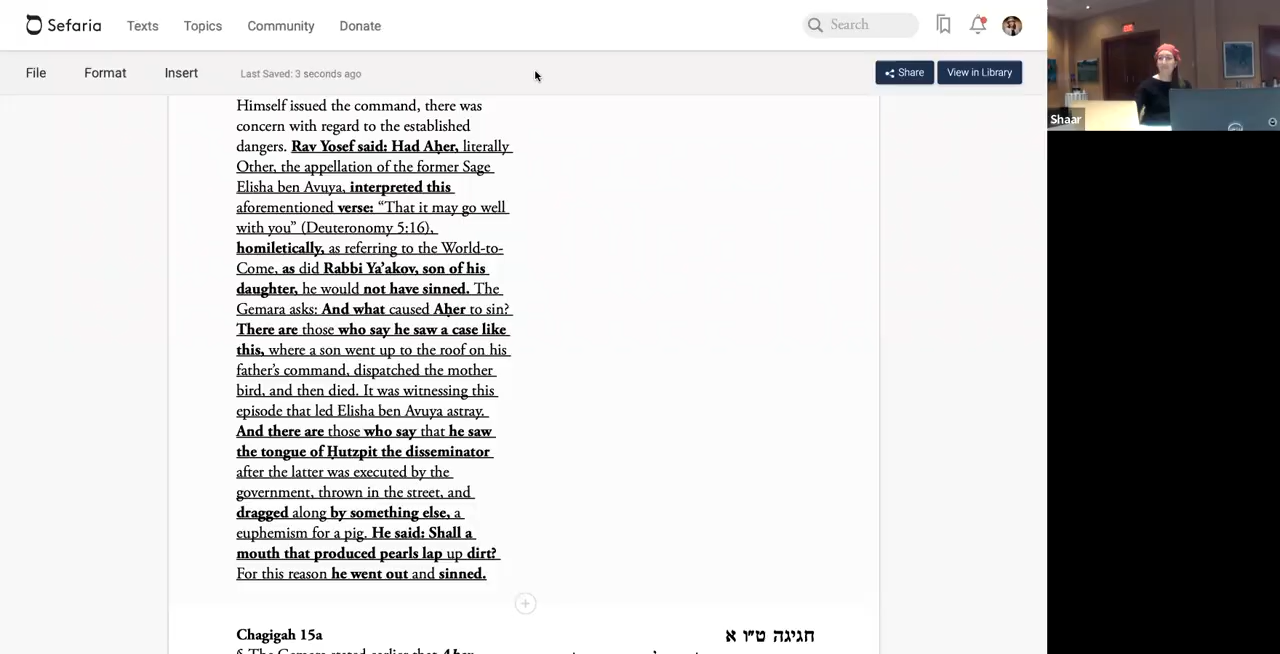 Sefaria Texts Topics Community Donate Search
File Format Insert Last Saved: 3 seconds ago Share View in Library
Shaar
Himself issued the command, there was
concern with regard to the established
dangers. Rav Yosef said: Had Aḥer, literally
Other, the appellation of the former Sage
Elisha ben Avuya, interpreted this
aforementioned verse: “That it may go well
with you” (Deuteronomy 5:16),
homiletically, as referring to the World-to-
Come, as did Rabbi Ya’akov, son of his
daughter, he would not have sinned. The
Gemara asks: And what caused Aḥer to sin?
There are those who say he saw a case like
this, where a son went up to the roof on his
father’s command, dispatched the mother
bird, and then died. It was witnessing this
episode that led Elisha ben Avuya astray.
And there are those who say that he saw
the tongue of Ḥutzpit the disseminator
after the latter was executed by the
government, thrown in the street, and
dragged along by something else, a
euphemism for a pig. He said: Shall a
mouth that produced pearls lap up dirt?
For this reason he went out and sinned.
Chagigah 15a
חגיגה ט״ו א
§ The Gemara stated earlier that Aḥer